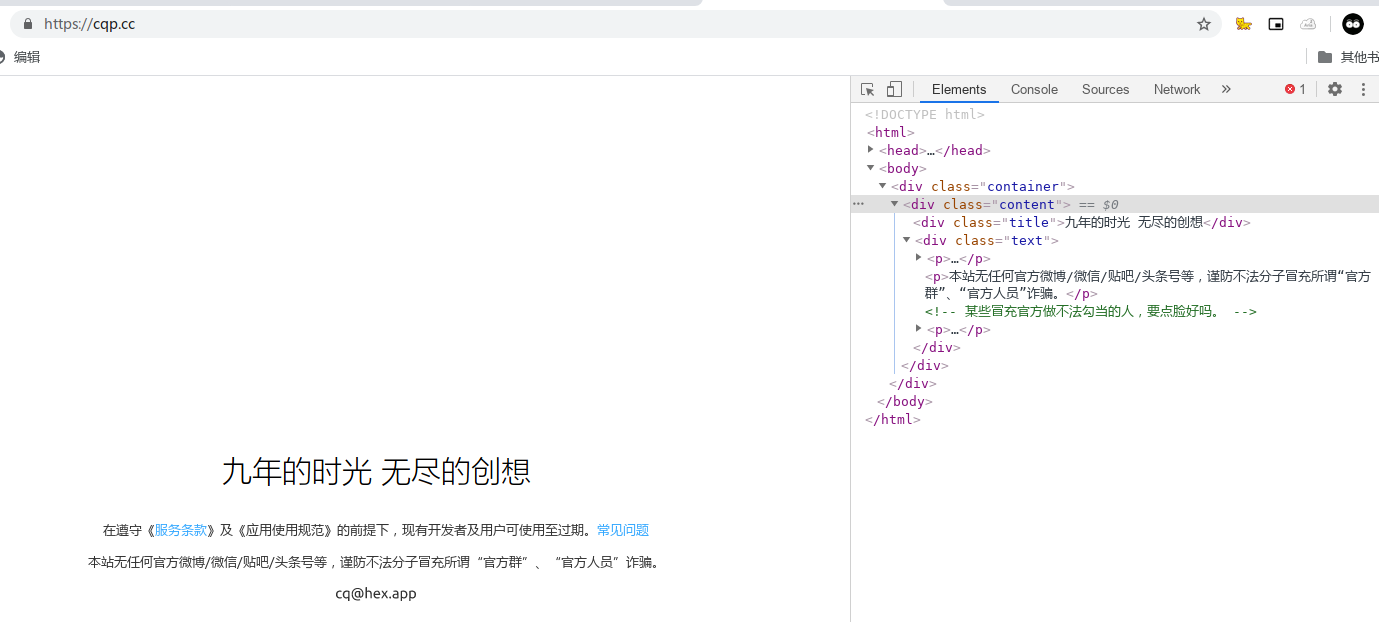 https://cqp.cc
编辑
其他书
Elements Console Sources Network » 1
<!DOCTYPE html>
<html>
<head>…</head>
<body>
<div class="container">
<div class="content"> == $0
<div class="title">九年的时光 无尽的创想</div>
<div class="text">
<p>…</p>
<p>本站无任何官方微博/微信/贴吧/头条号等，谨防不法分子冒充所谓“官方
群”、“官方人员”诈骗。</p>
<!-- 某些冒充官方做不法勾当的人，要点脸好吗。 -->
<p>…</p>
</div>
</div>
</div>
</body>
</html>
九年的时光 无尽的创想
在遵守《服务条款》及《应用使用规范》的前提下，现有开发者及用户可使用至过期。常见问题
本站无任何官方微博/微信/贴吧/头条号等，谨防不法分子冒充所谓“官方群”、“官方人员”诈骗。
cq@hex.app